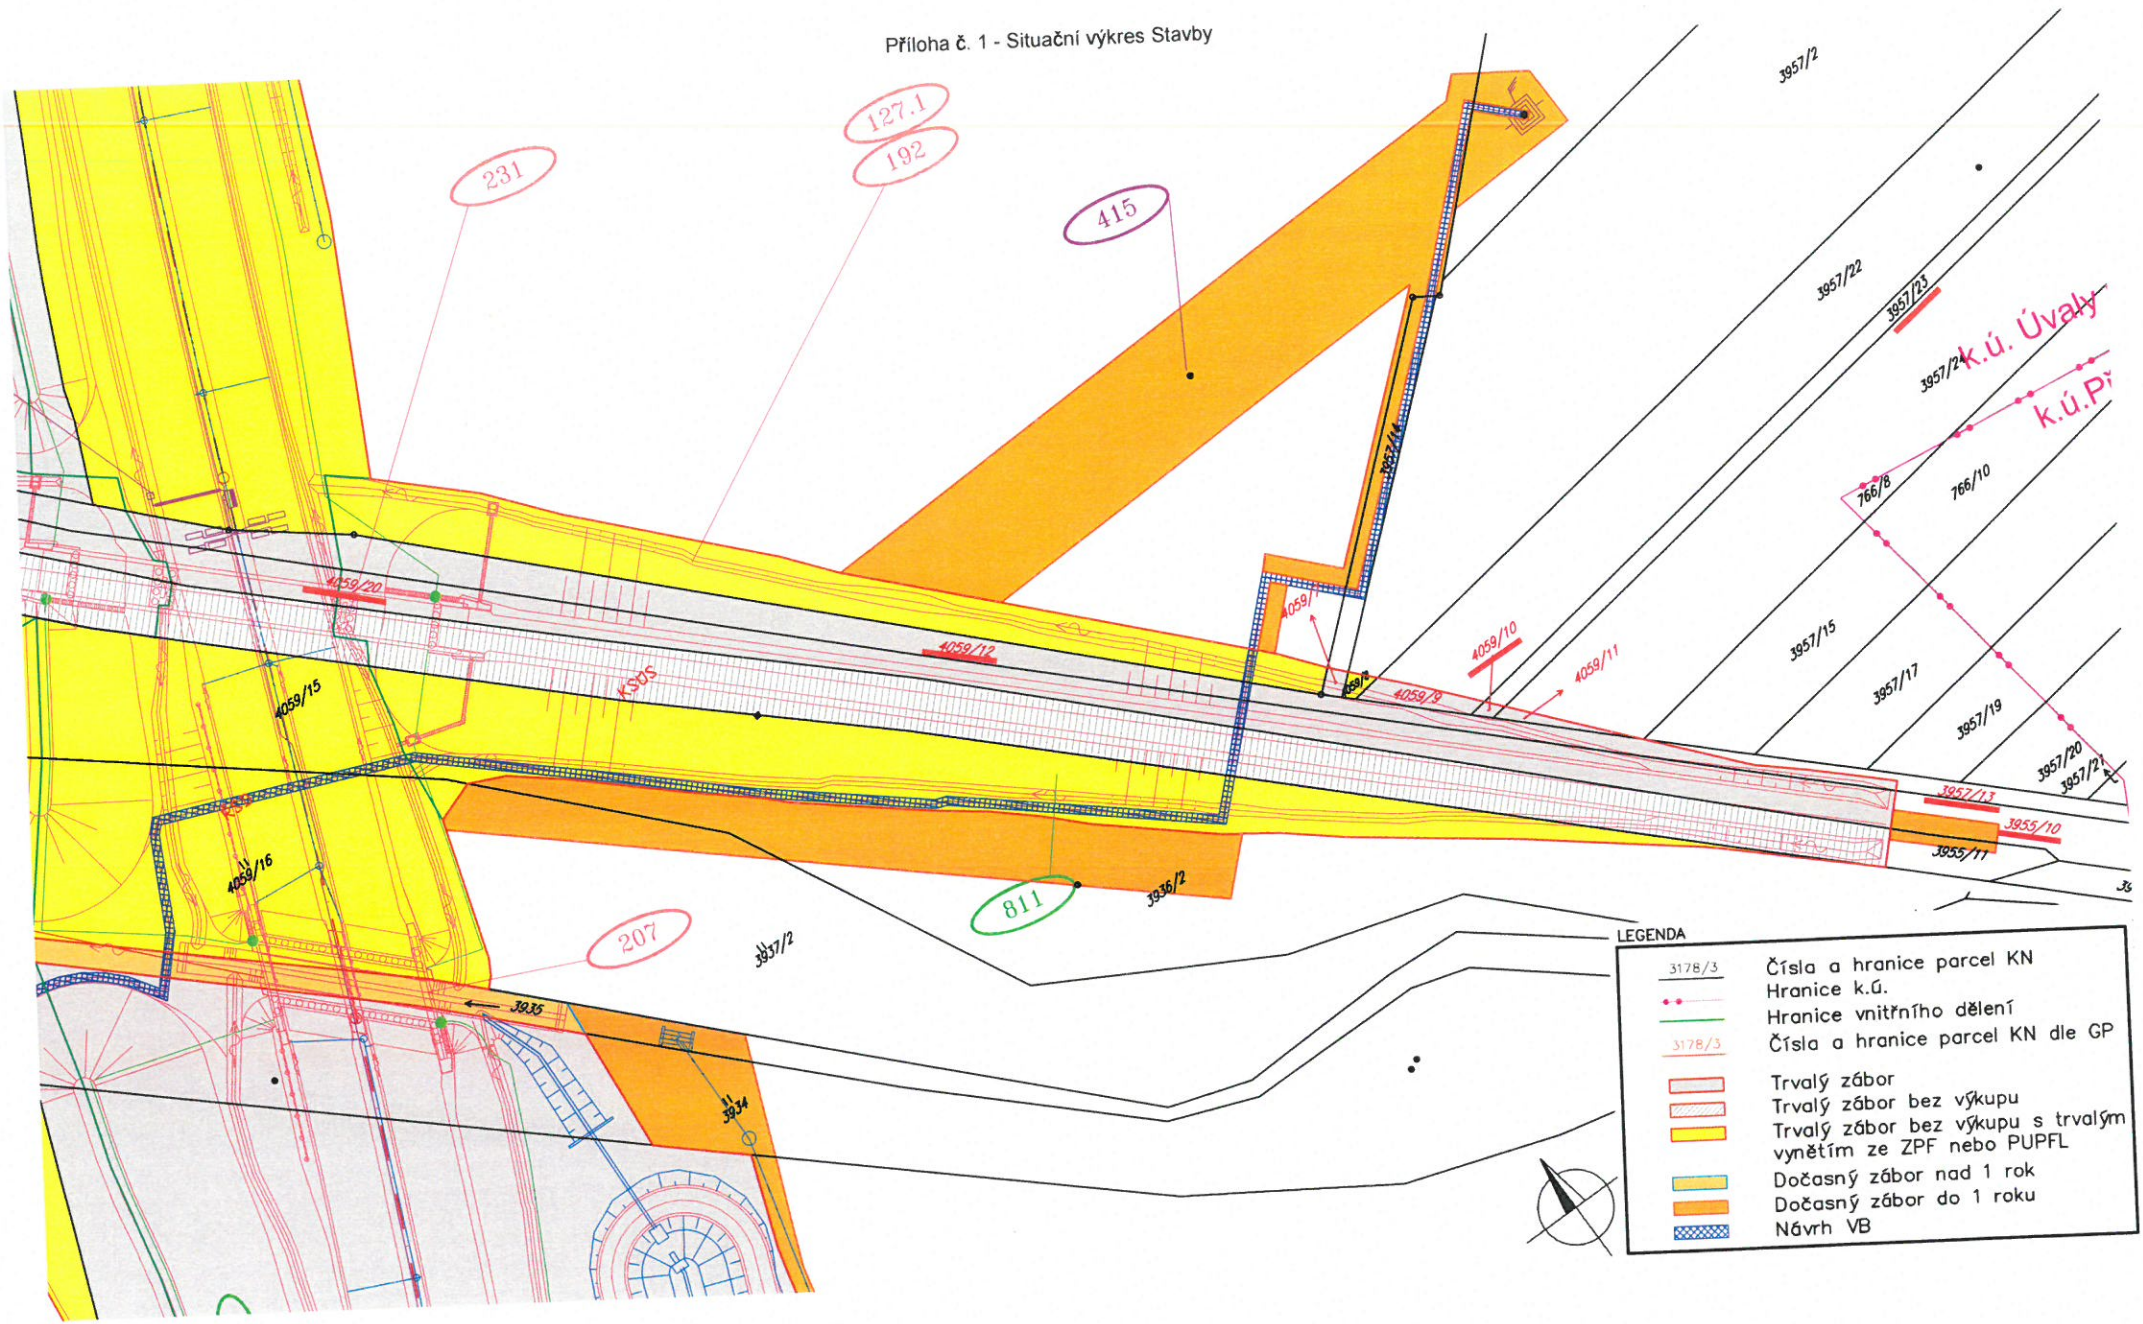 Příloha č. 1 - Situační výkres Stavby
127.1
192
231
415
3957/2
3957/22
3957/23
3957/24
k.ú. Úvaly
k.ú.Př
766/8
766/10
3957/14
4059/20
4059/12
KSÚS
4059/10
4059/11
4059/9
3957/15
3957/17
3957/19
3957/20
3957/21
4059/15
4059/16
3957/13
3955/10
3955/11
3936/2
811
207
3937/2
3935
3934
LEGENDA
3178/3 Čísla a hranice parcel KN
Hranice k.ú.
Hranice vnitřního dělení
3178/3 Čísla a hranice parcel KN dle GP
Trvalý zábor
Trvalý zábor bez výkupu
Trvalý zábor bez výkupu s trvalým
vynětím ze ZPF nebo PUPFL
Dočasný zábor nad 1 rok
Dočasný zábor do 1 roku
Návrh VB